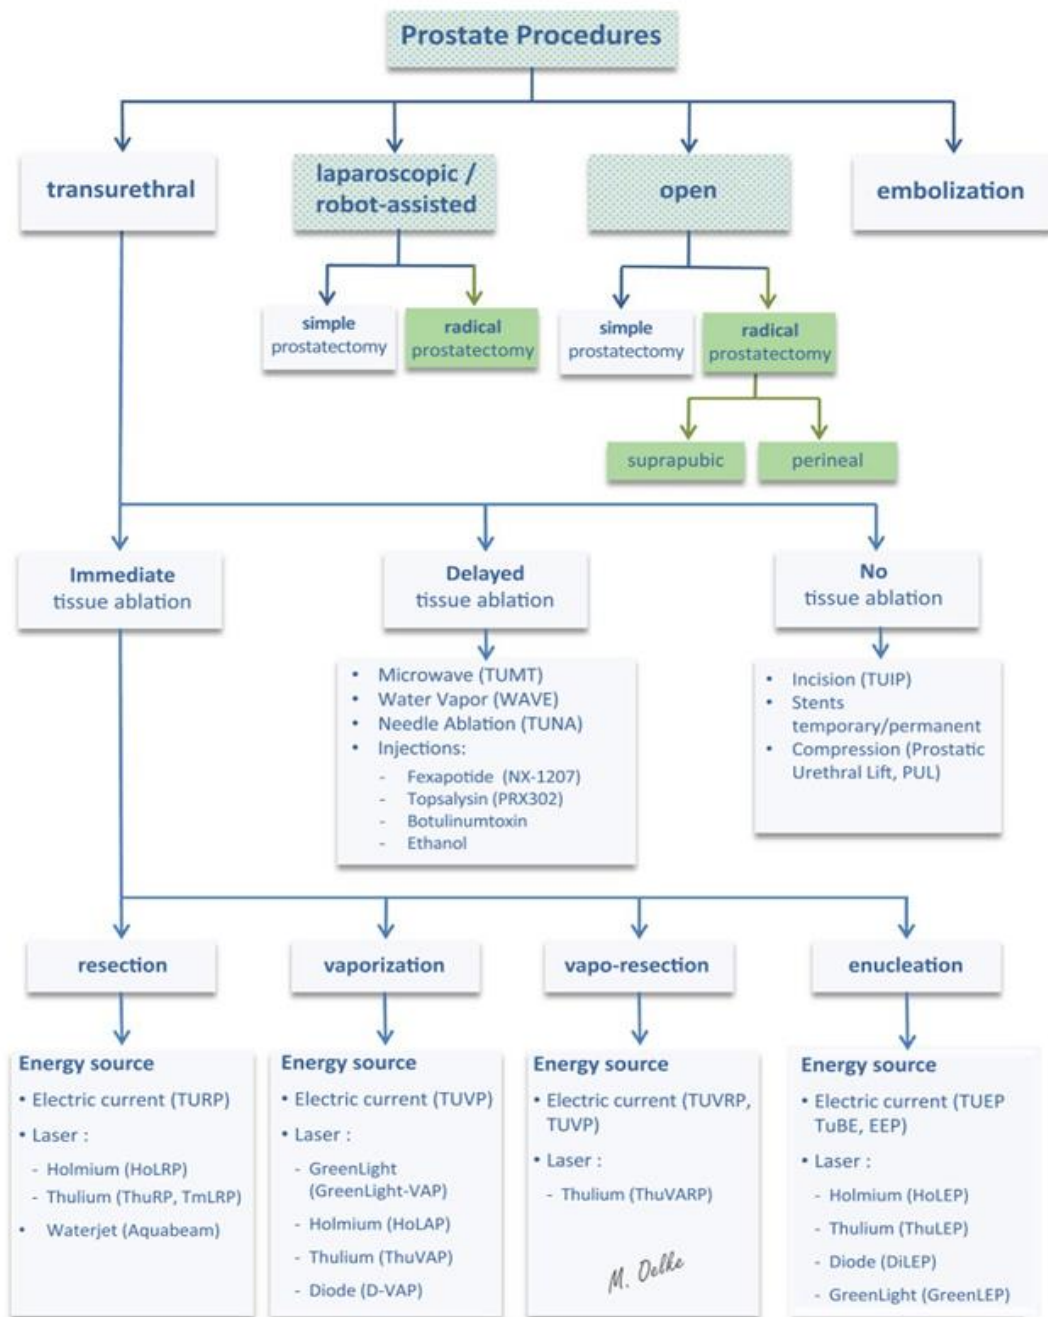 Prostate Procedures
transurethral
laparoscopic /
robot-assisted
open
embolization
simple
prostatectomy
radical
prostatectomy
simple
prostatectomy
radical
prostatectomy
suprapubic
perineal
Immediate
tissue ablation
Delayed
tissue ablation
No
tissue ablation
• Microwave (TUMT)
• Water Vapor (WAVE)
• Needle Ablation (TUNA)
• Injections:
- Fexapotide (NX-1207)
- Topsalysin (PRX302)
- Botulinumtoxin
- Ethanol
• Incision (TUIP)
• Stents
temporary/permanent
• Compression (Prostatic
Urethral Lift, PUL)
resection
vaporization
vapo-resection
enucleation
Energy source
• Electric current (TURP)
• Laser :
- Holmium (HoLRP)
- Thulium (ThuRP, TmLRP)
• Waterjet (Aquabeam)
Energy source
• Electric current (TUVP)
• Laser :
- GreenLight
(GreenLight-VAP)
- Holmium (HoLAP)
- Thulium (ThuVAP)
- Diode (D-VAP)
Energy source
• Electric current (TUVRP,
TUVP)
• Laser :
- Thulium (ThuVARP)
M. Oelke
Energy source
• Electric current (TUEP
TuBE, EEP)
• Laser :
- Holmium (HoLEP)
- Thulium (ThuLEP)
- Diode (DiLEP)
- GreenLight (GreenLEP)